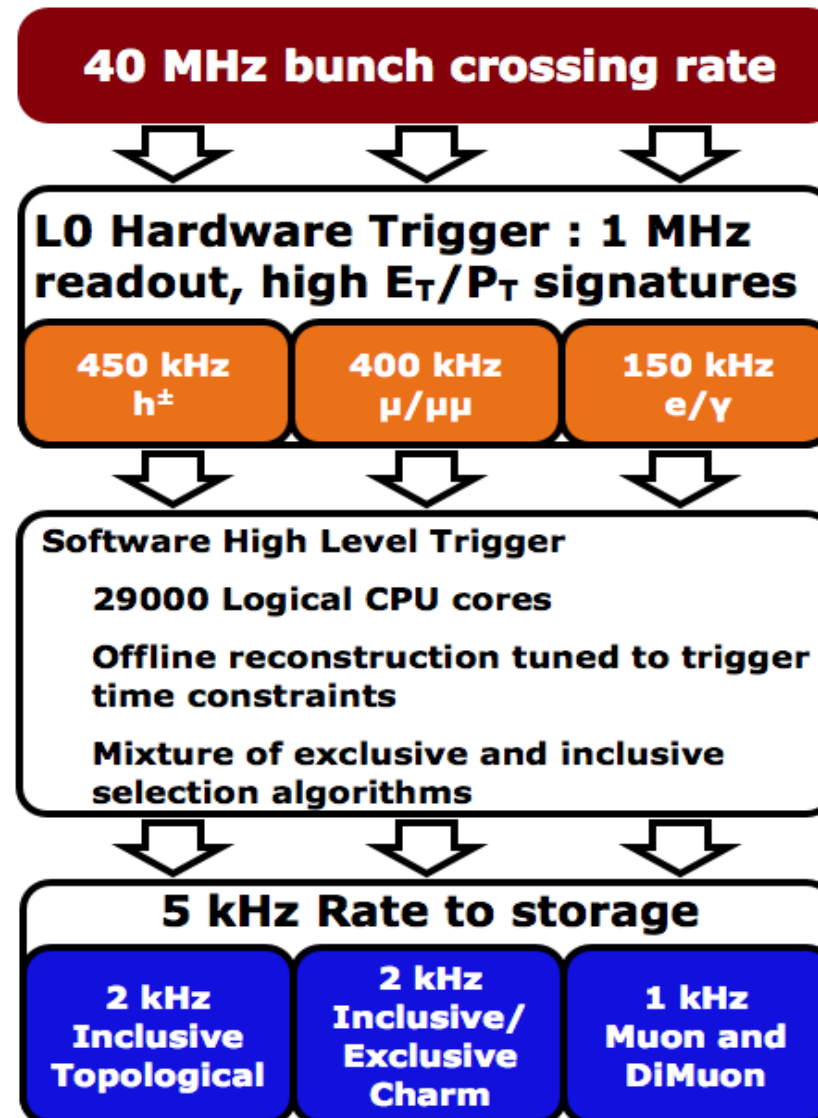 40 MHz bunch crossing rate
L0 Hardware Trigger : 1 MHz
readout, high Eᴛ/Pᴛ signatures
450 kHz
h±
400 kHz
μ/μμ
150 kHz
e/γ
Software High Level Trigger
29000 Logical CPU cores
Offline reconstruction tuned to trigger
time constraints
Mixture of exclusive and inclusive
selection algorithms
5 kHz Rate to storage
2 kHz
Inclusive
Topological
2 kHz
Inclusive/
Exclusive
Charm
1 kHz
Muon and
DiMuon